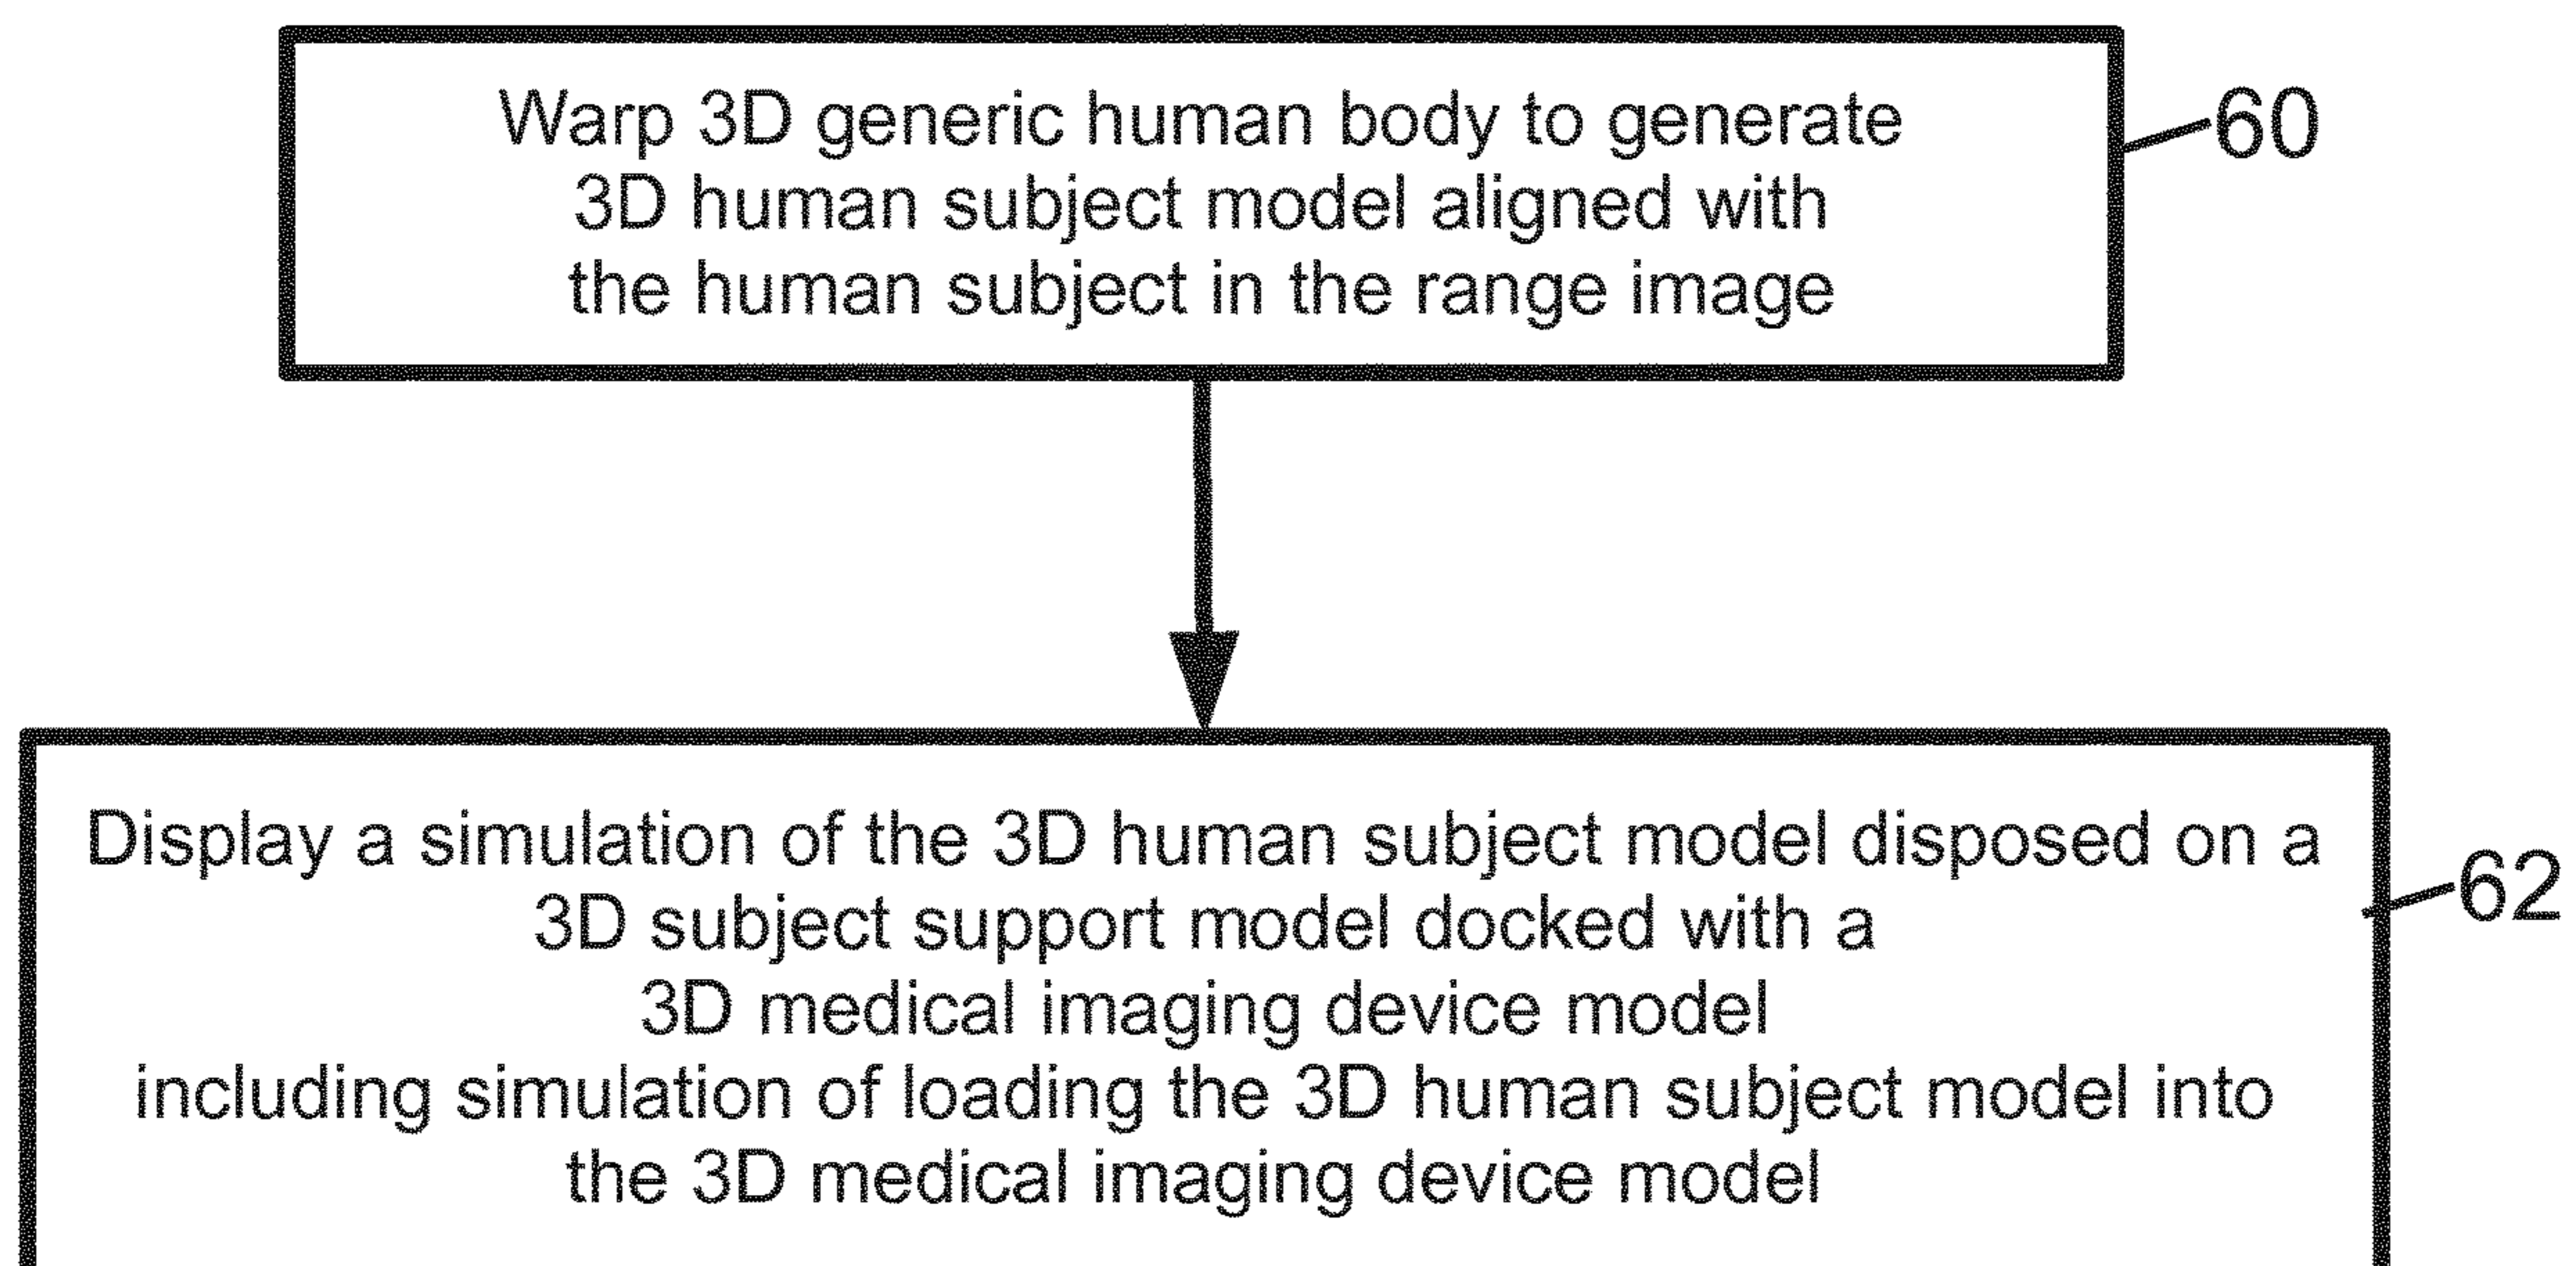 Warp 3D generic human body to generate
3D human subject model aligned with
the human subject in the range image
60
Display a simulation of the 3D human subject model disposed on a
3D subject support model docked with a
3D medical imaging device model
including simulation of loading the 3D human subject model into
the 3D medical imaging device model
62